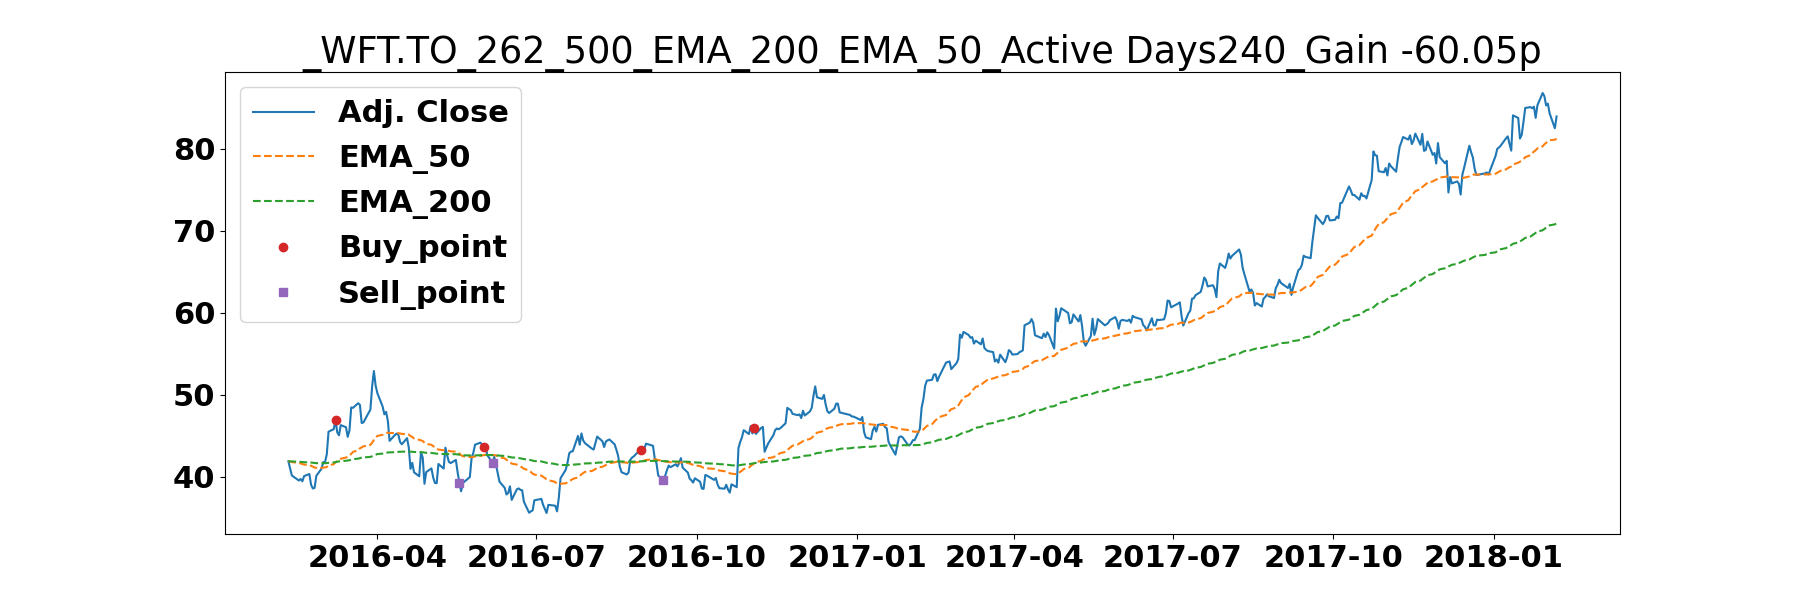 _WFT.TO_262_500_EMA_200_EMA_50_Active Days240_Gain -60.05p
Adj. Close
EMA_50
EMA_200
Buy_point
Sell_point
80
70
60
50
40
2016-04 2016-07 2016-10 2017-01 2017-04 2017-07 2017-10 2018-01